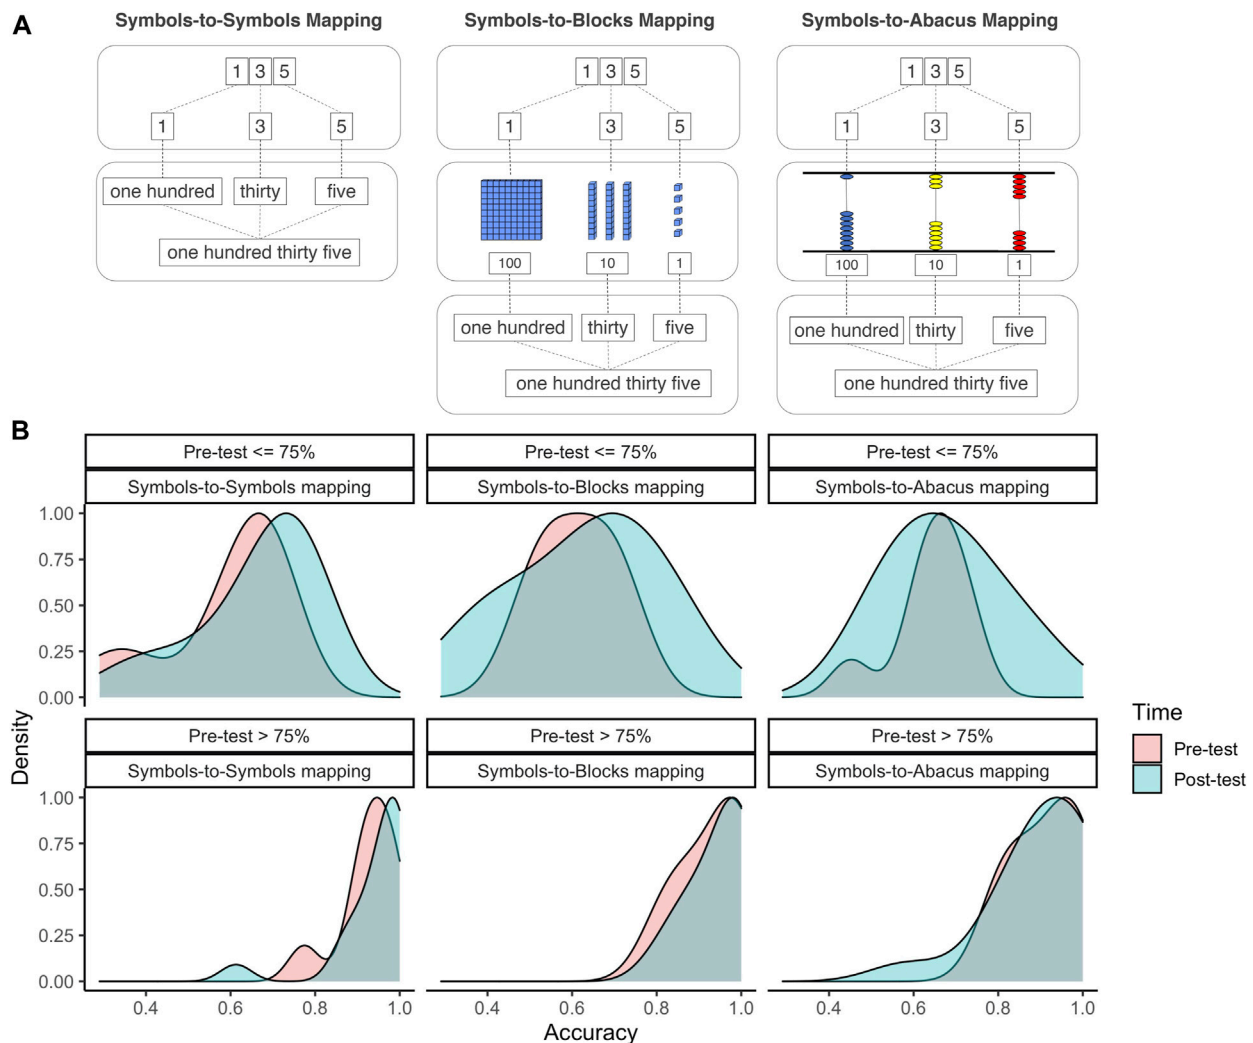 A
Symbols-to-Symbols Mapping
Symbols-to-Blocks Mapping
Symbols-to-Abacus Mapping
1 3 5
1 3 5
1 3 5
1 3 5
1 3 5
1 3 5
one hundred thirty five
one hundred thirty five
100 10 1
100 10 1
one hundred thirty five
one hundred thirty five
one hundred thirty five
one hundred thirty five
B
Pre-test <= 75%
Pre-test <= 75%
Pre-test <= 75%
Symbols-to-Symbols mapping
Symbols-to-Blocks mapping
Symbols-to-Abacus mapping
1.00
0.75
0.50
0.25
0.00
Density
Pre-test > 75%
Pre-test > 75%
Pre-test > 75%
Symbols-to-Symbols mapping
Symbols-to-Blocks mapping
Symbols-to-Abacus mapping
1.00
0.75
0.50
0.25
0.00
0.4 0.6 0.8 1.0
0.4 0.6 0.8 1.0
0.4 0.6 0.8 1.0
Accuracy
Time
Pre-test
Post-test